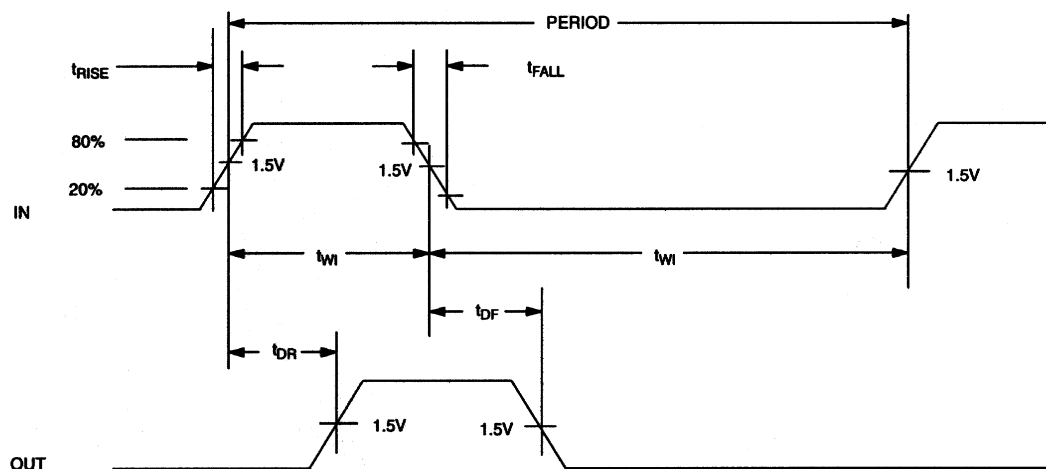 PERIOD
tRISE
tFALL
80%
1.5V
1.5V
20%
1.5V
IN
tWI
tWI
tDF
tDR
1.5V
1.5V
OUT